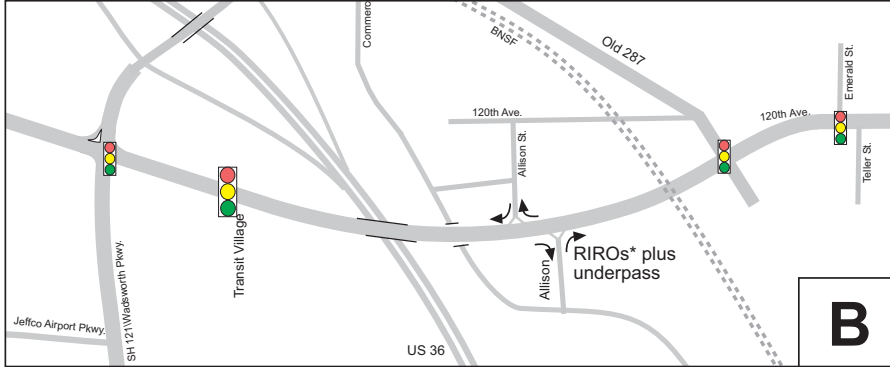 Commerc
BNSF
Old 287
Emerald St.
120th Ave.
120th Ave.
Allison St.
Teller St.
Transit Village
Allison
RIROs* plus
underpass
SH 121\Wadsworth Pkwy.
Jeffco Airport Pkwy.
US 36
B